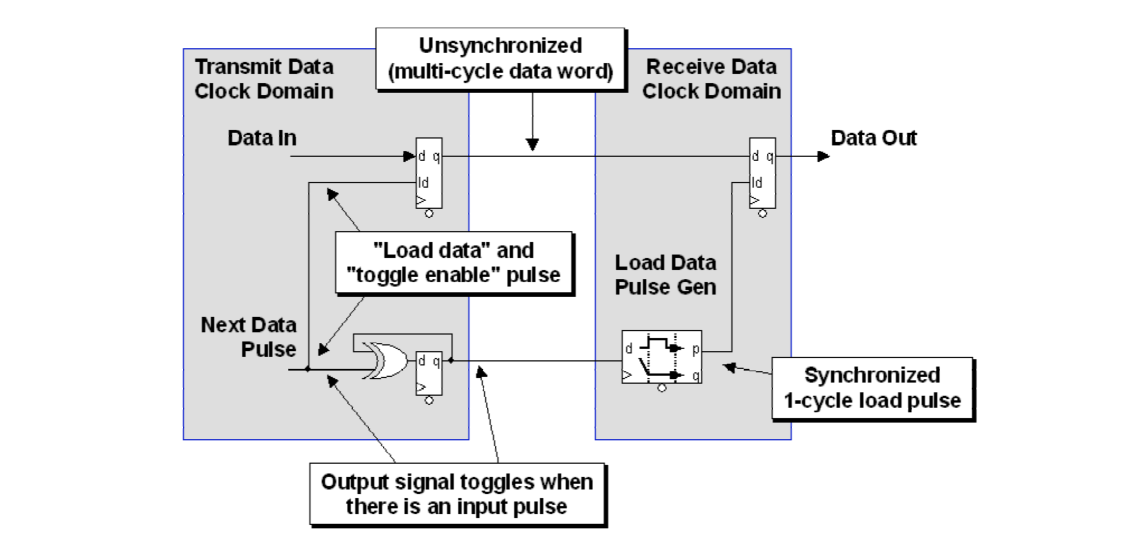 Unsynchronized
(multi-cycle data word)
Transmit Data
Clock Domain
Receive Data
Clock Domain
Data In
d q
ld
d q
ld
Data Out
"Load data" and
"toggle enable" pulse
Load Data
Pulse Gen
Next Data
Pulse
d q
d p
q
Synchronized
1-cycle load pulse
Output signal toggles when
there is an input pulse